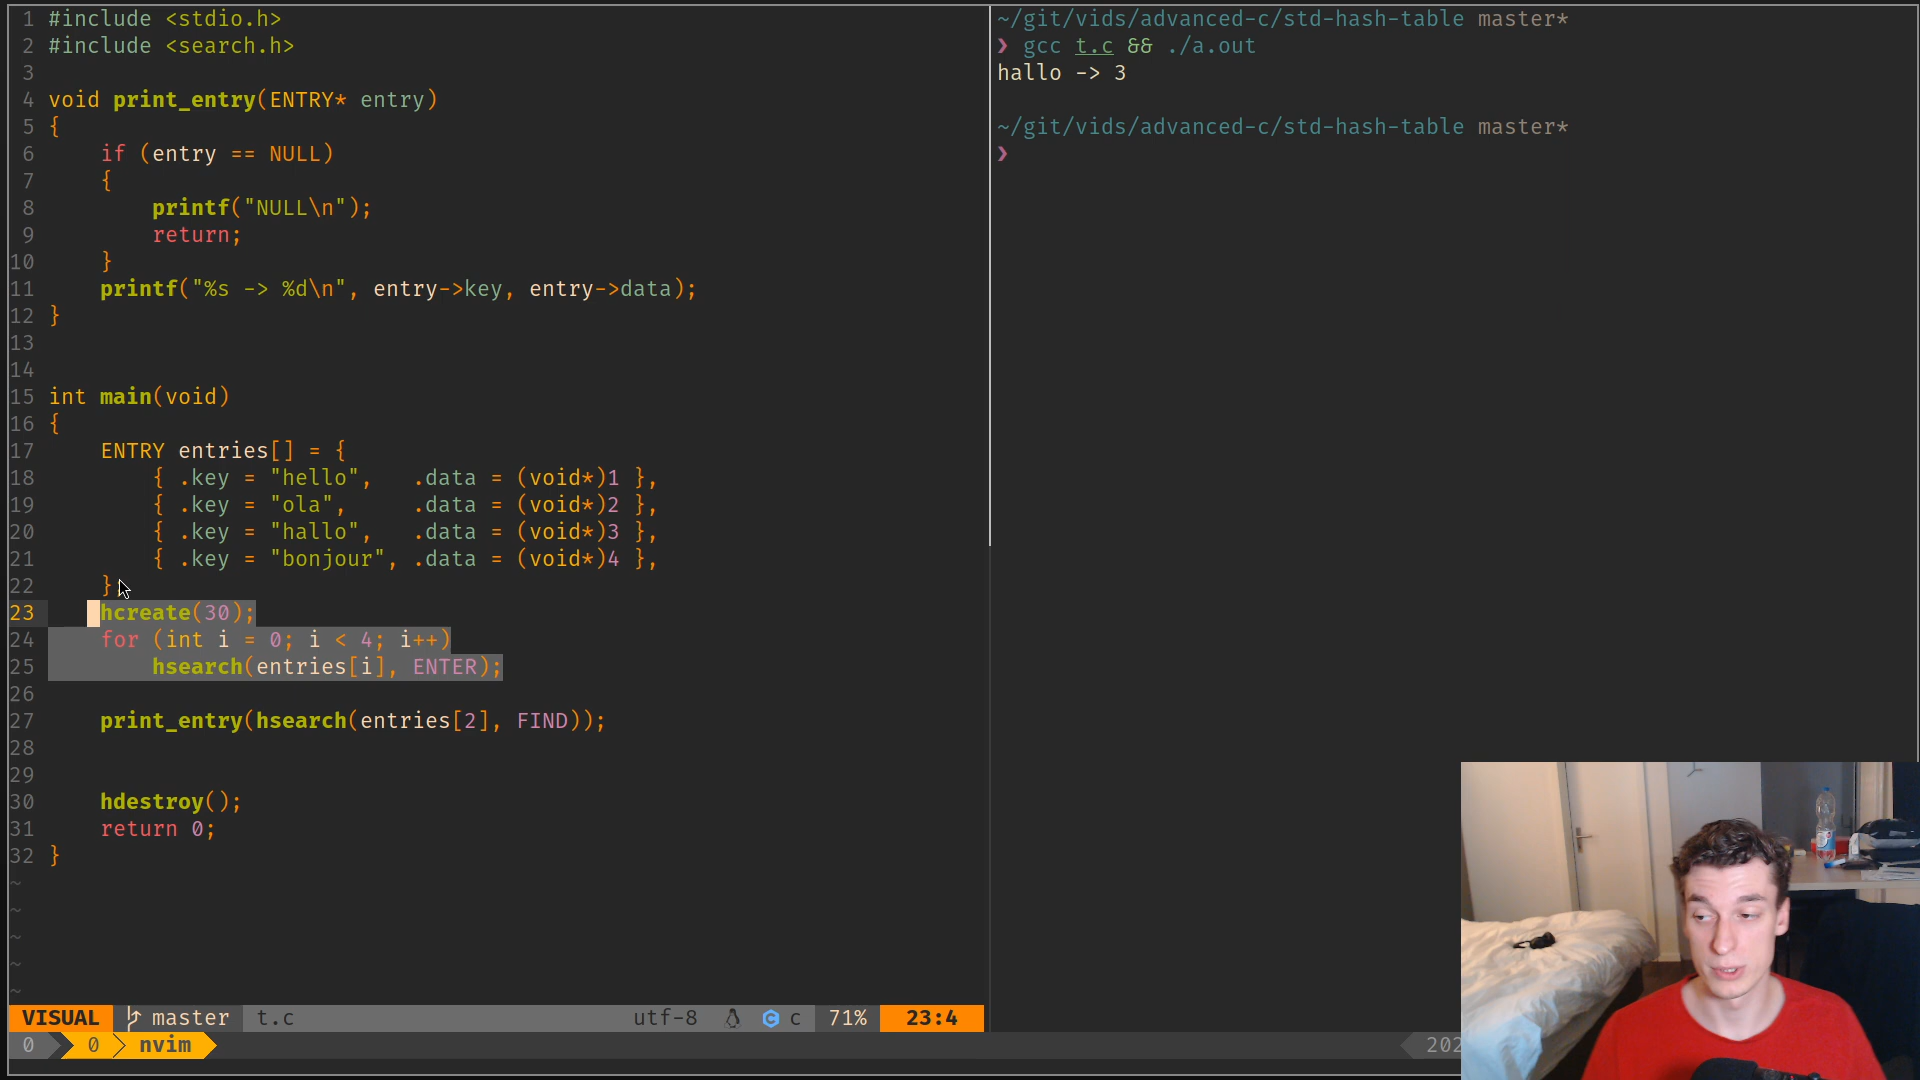 1 #include <stdio.h>
2 #include <search.h>
3
4 void print_entry(ENTRY* entry)
5 {
6     if (entry == NULL)
7     {
8         printf("NULL\n");
9         return;
10     }
11     printf("%s -> %d\n", entry->key, entry->data);
12 }
13
14
15 int main(void)
16 {
17     ENTRY entries[] = {
18         { .key = "hello",   .data = (void*)1 },
19         { .key = "ola",     .data = (void*)2 },
20         { .key = "hallo",   .data = (void*)3 },
21         { .key = "bonjour", .data = (void*)4 },
22     };
23     hcreate(30);
24     for (int i = 0; i < 4; i++)
25         hsearch(entries[i], ENTER);
26
27     print_entry(hsearch(entries[2], FIND));
28
29
30     hdestroy();
31     return 0;
32 }
~
~
~
~
~
VISUAL master t.c utf-8 c 71% 23:4
0 0 nvim 202
~/git/vids/advanced-c/std-hash-table master*
❯ gcc t.c && ./a.out
hallo -> 3
~/git/vids/advanced-c/std-hash-table master*
❯